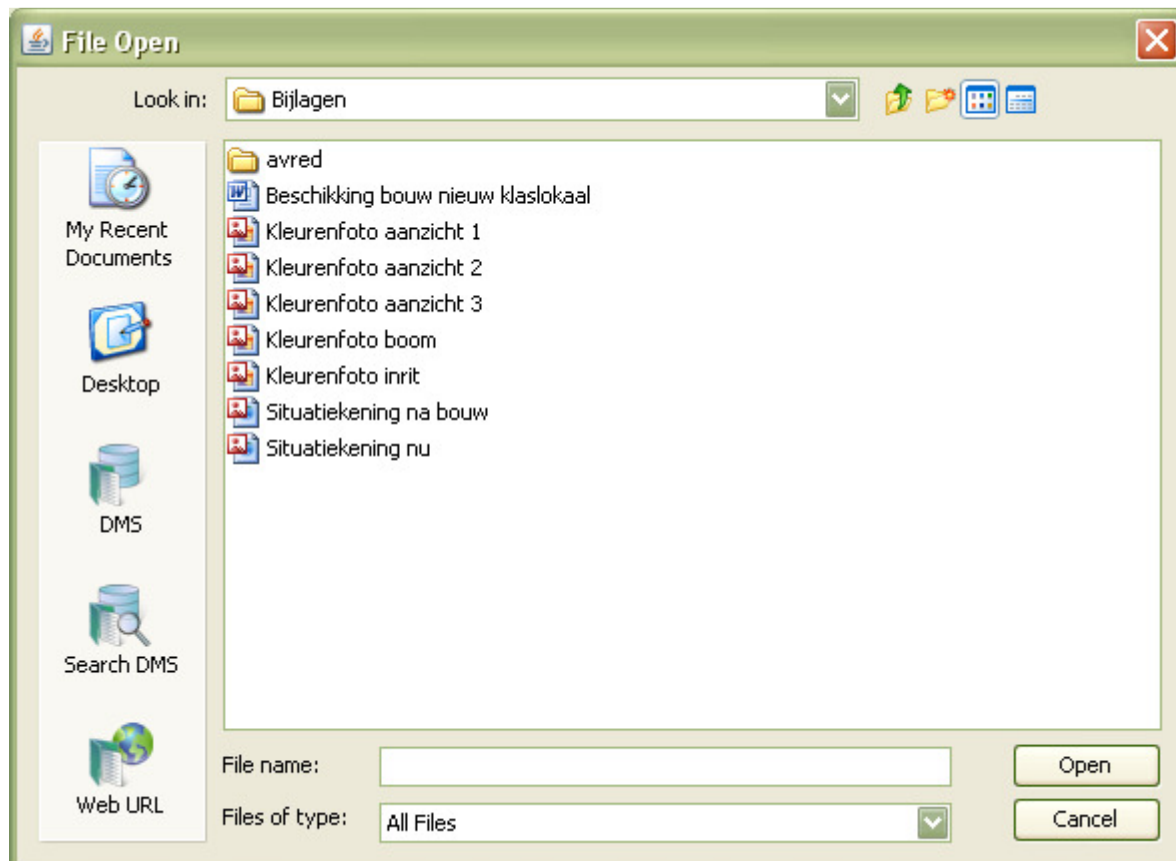 File Open
Look in:
Bijlagen
My Recent
Documents
Desktop
DMS
Search DMS
Web URL
avred
Beschikking bouw nieuw klaslokaal
Kleurenfoto aanzicht 1
Kleurenfoto aanzicht 2
Kleurenfoto aanzicht 3
Kleurenfoto boom
Kleurenfoto inrit
Situatiekening na bouw
Situatiekening nu
File name:
Open
Files of type:
All Files
Cancel